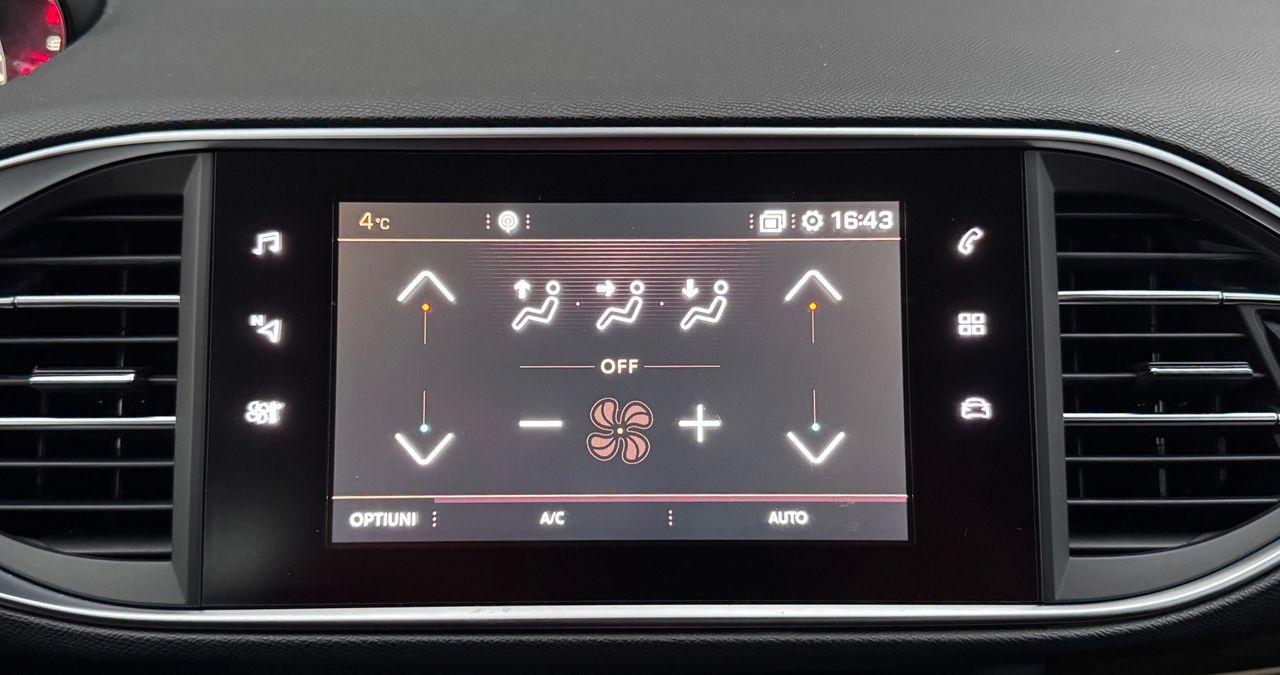 4°C 16:43
N
OFF
OPTIUNI A/C AUTO